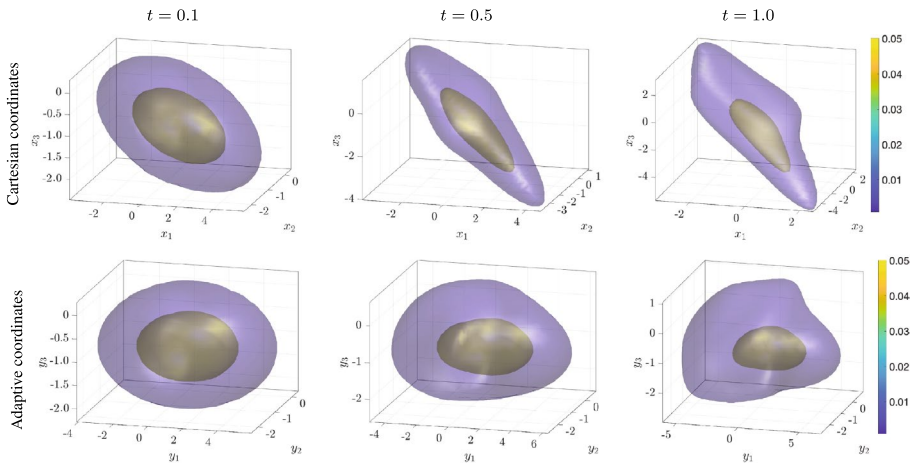 t = 0.1 t = 0.5 t = 1.0
Cartesian coordinates
0
-0.5
-1.0
-1.5
-2.0
x₃
-2 0 2 4
x₁
-2 -1 0
x₂
0
-2
-4
x₃
-2 0 2 4
x₁
-3 -2 -1 0 1
x₂
2
0
-2
-4
x₃
-2 0 2
x₁
-4 -2 0 2
x₂
0.05
0.04
0.03
0.02
0.01
Adaptive coordinates
0
-0.5
-1.0
-1.5
-2.0
y₃
-4 -2 0 2 4
y₁
-2 -1 0
y₂
0
-1
-2
y₃
-4 -2 0 2 4 6
y₁
-2 -1 0
y₂
1
0
-1
-2
y₃
-5 0 5
y₁
-2 -1 0
y₂
0.05
0.04
0.03
0.02
0.01